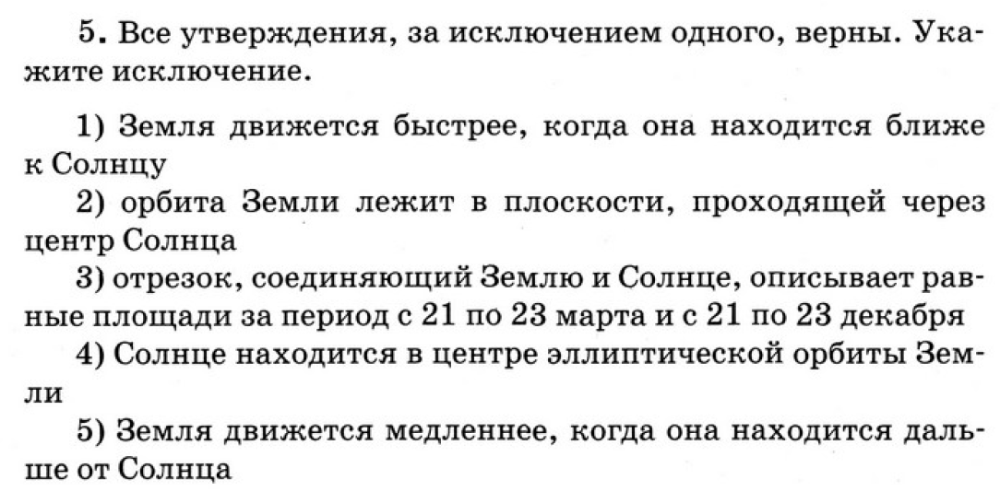 5. Все утверждения, за исключением одного, верны. Ука-
жите исключение.
1) Земля движется быстрее, когда она находится ближе
к Солнцу
2) орбита Земли лежит в плоскости, проходящей через
центр Солнца
3) отрезок, соединяющий Землю и Солнце, описывает рав-
ные площади за период с 21 по 23 марта и с 21 по 23 декабря
4) Солнце находится в центре эллиптической орбиты Зем-
ли
5) Земля движется медленнее, когда она находится даль-
ше от Солнца